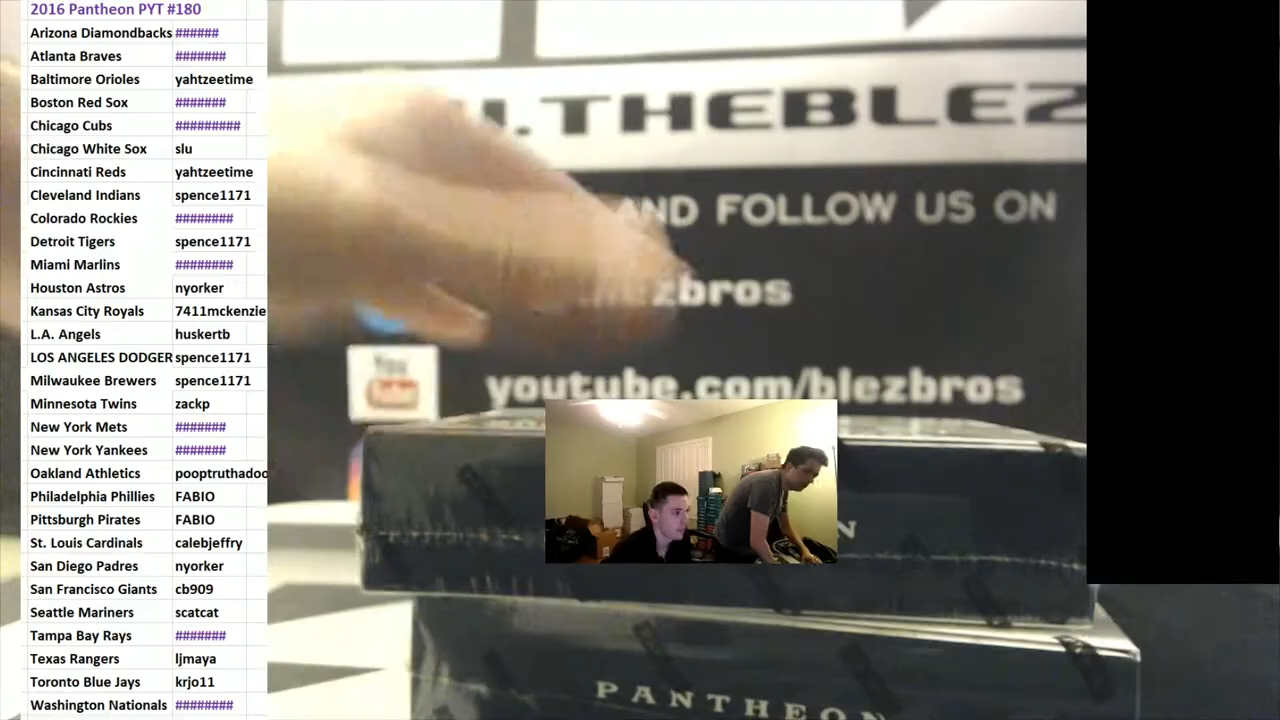 2016 Pantheon PYT #180
Arizona Diamondbacks ######
Atlanta Braves #######
Baltimore Orioles yahtzeetime
Boston Red Sox #######
Chicago Cubs #########
Chicago White Sox slu
Cincinnati Reds yahtzeetime
Cleveland Indians spence1171
Colorado Rockies ########
Detroit Tigers spence1171
Miami Marlins ########
Houston Astros nyorker
Kansas City Royals 7411mckenzie
L.A. Angels huskertb
LOS ANGELES DODGER spence1171
Milwaukee Brewers spence1171
Minnesota Twins zackp
New York Mets #######
New York Yankees #######
Oakland Athletics pooptruthadoo
Philadelphia Phillies FABIO
Pittsburgh Pirates FABIO
St. Louis Cardinals calebjeffry
San Diego Padres nyorker
San Francisco Giants cb909
Seattle Mariners scatcat
Tampa Bay Rays #######
Texas Rangers ljmaya
Toronto Blue Jays krjo11
Washington Nationals ########
.THEBLEZ
AND FOLLOW US ON
blezbros
You Tube
youtube.com/blezbros
N
PANTHEON